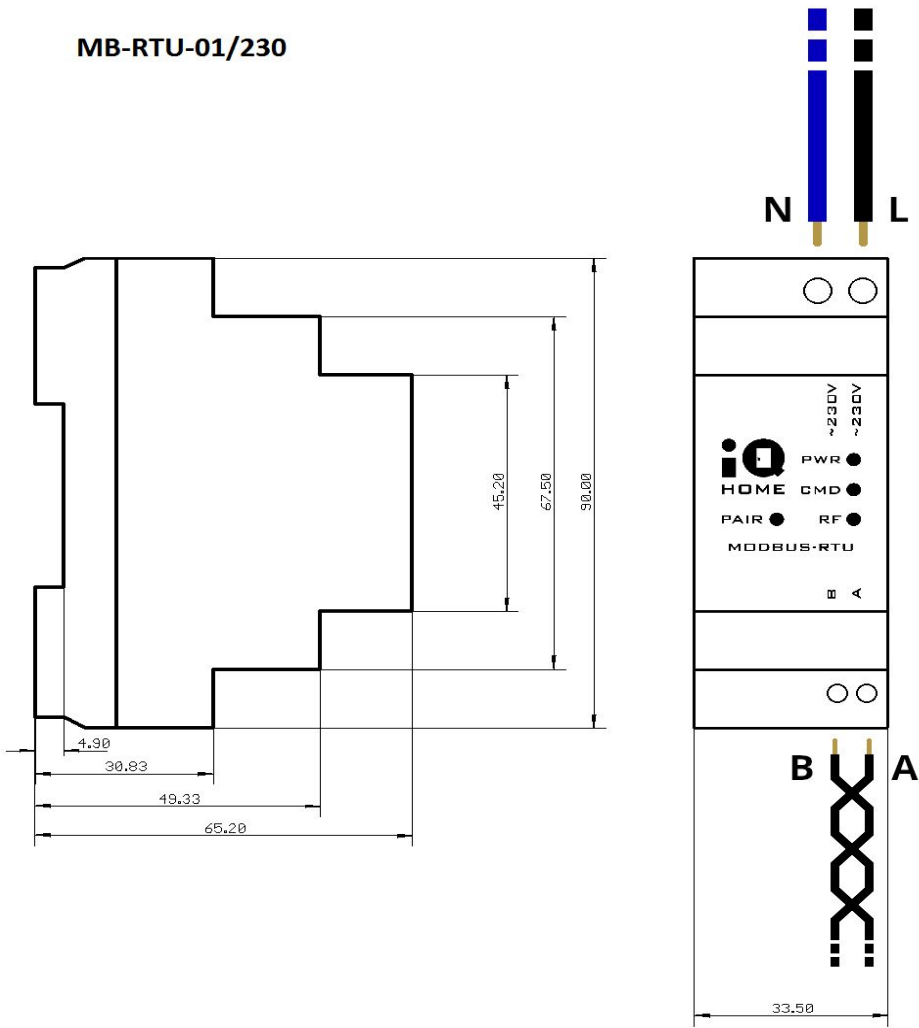 MB-RTU-01/230
N
L
~230V
~230V
iQ
HOME
PWR
CMD
PAIR
RF
MODBUS-RTU
B
A
45.20
67.50
90.00
4.90
30.83
49.33
65.20
B
A
33.50